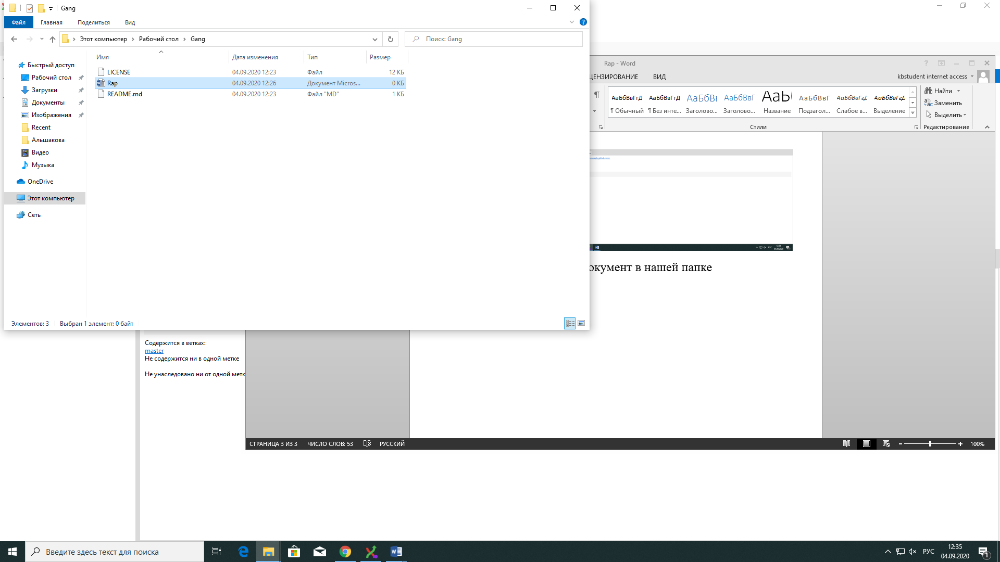 Gang
Файл Главная Поделиться Вид
Этот компьютер Рабочий стол Gang
Поиск: Gang
Имя Дата изменения Тип Размер
LICENSE 04.09.2020 12:23 Файл 12 КБ
Rap 04.09.2020 12:26 Документ Micros... 0 КБ
README.md 04.09.2020 12:23 Файл "MD" 1 КБ
Быстрый доступ
Рабочий стол
Загрузки
Документы
Изображения
Recent
Альшакова
Видео
Музыка
OneDrive
Этот компьютер
Сеть
Элементов: 3 Выбран 1 элемент: 0 байт
Rap - Word
ЦЕНЗИРОВАНИЕ ВИД
kbstudent internet access
АаБбВвГгД АаБбВвГгД АаБбВі АаБбВвГ АаЫ АаБбВвГ АаБбВвГгД АаБбВвГгД
¶ Обычный ¶ Без инте... Заголово... Заголово... Название Подзагол... Слабое в... Выделение
Стили
Найти
Заменить
Выделить
Редактирование
окумент в нашей папке
Содержится в ветках:
master
Не содержится ни в одной метке
Не унаследовано ни от одной метк
СТРАНИЦА 3 ИЗ 3 ЧИСЛО СЛОВ: 53 РУССКИЙ
100%
Введите здесь текст для поиска
РУС
12:35
04.09.2020
1